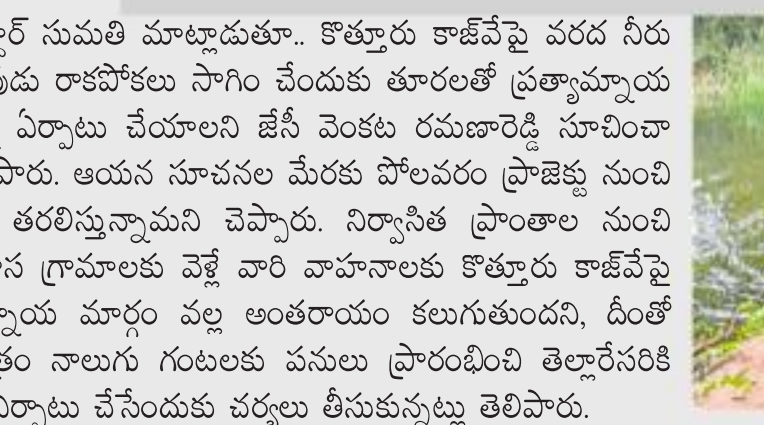 సుమతి మాట్లాడుతూ.. కొత్తూరు కాజ్‌వేపై వరద నీరు
రాకపోకలు సాగిం చేందుకు తూరలతో ప్రత్యామ్నాయ
ఏర్పాటు చేయాలని జేసీ వెంకట రమణారెడ్డి సూచించా
పారు. ఆయన సూచనల మేరకు పోలవరం ప్రాజెక్టు నుంచి
తరలిస్తున్నామని చెప్పారు. నిర్వాసిత ప్రాంతాల నుంచి
గ్రామాలకు వెళ్లే వారి వాహనాలకు కొత్తూరు కాజ్‌వేపై
మార్గం వల్ల అంతరాయం కలుగుతుందని, దీంతో
నాలుగు గంటలకు పనులు ప్రారంభించి తెల్లారేసరికి
చేసేందుకు చర్యలు తీసుకున్నట్లు తెలిపారు.